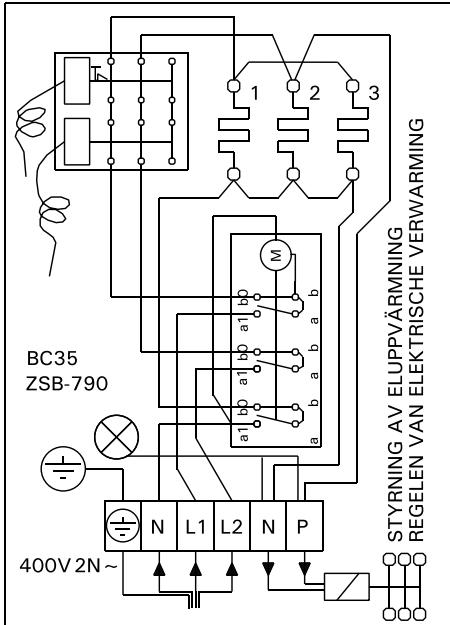 1 2 3
M
b0 b
a1 a
b0 b
a1 a
b0 b
a1 a
BC35
ZSB-790
N L1 L2 N P
400V 2N ~
STYRNING AV ELUPPVÄRMNING
REGELEN VAN ELEKTRISCHE VERWARMING